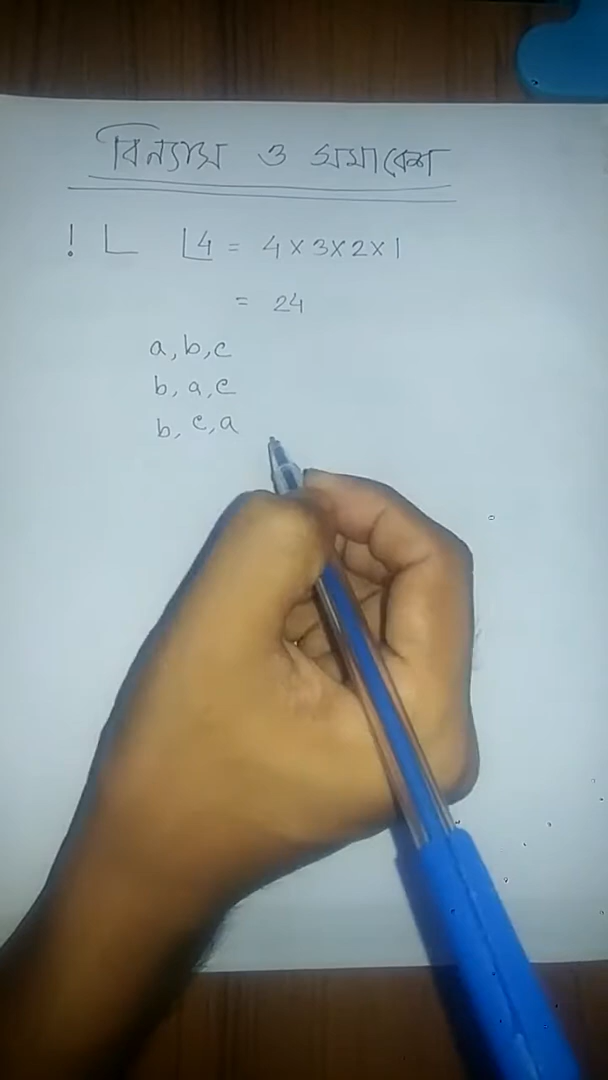 বিন্যাস ও সমাবেশ
! ∟ ⌊4 = 4×3×2×1
= 24
a, b, c
b, a, c
b, c, a